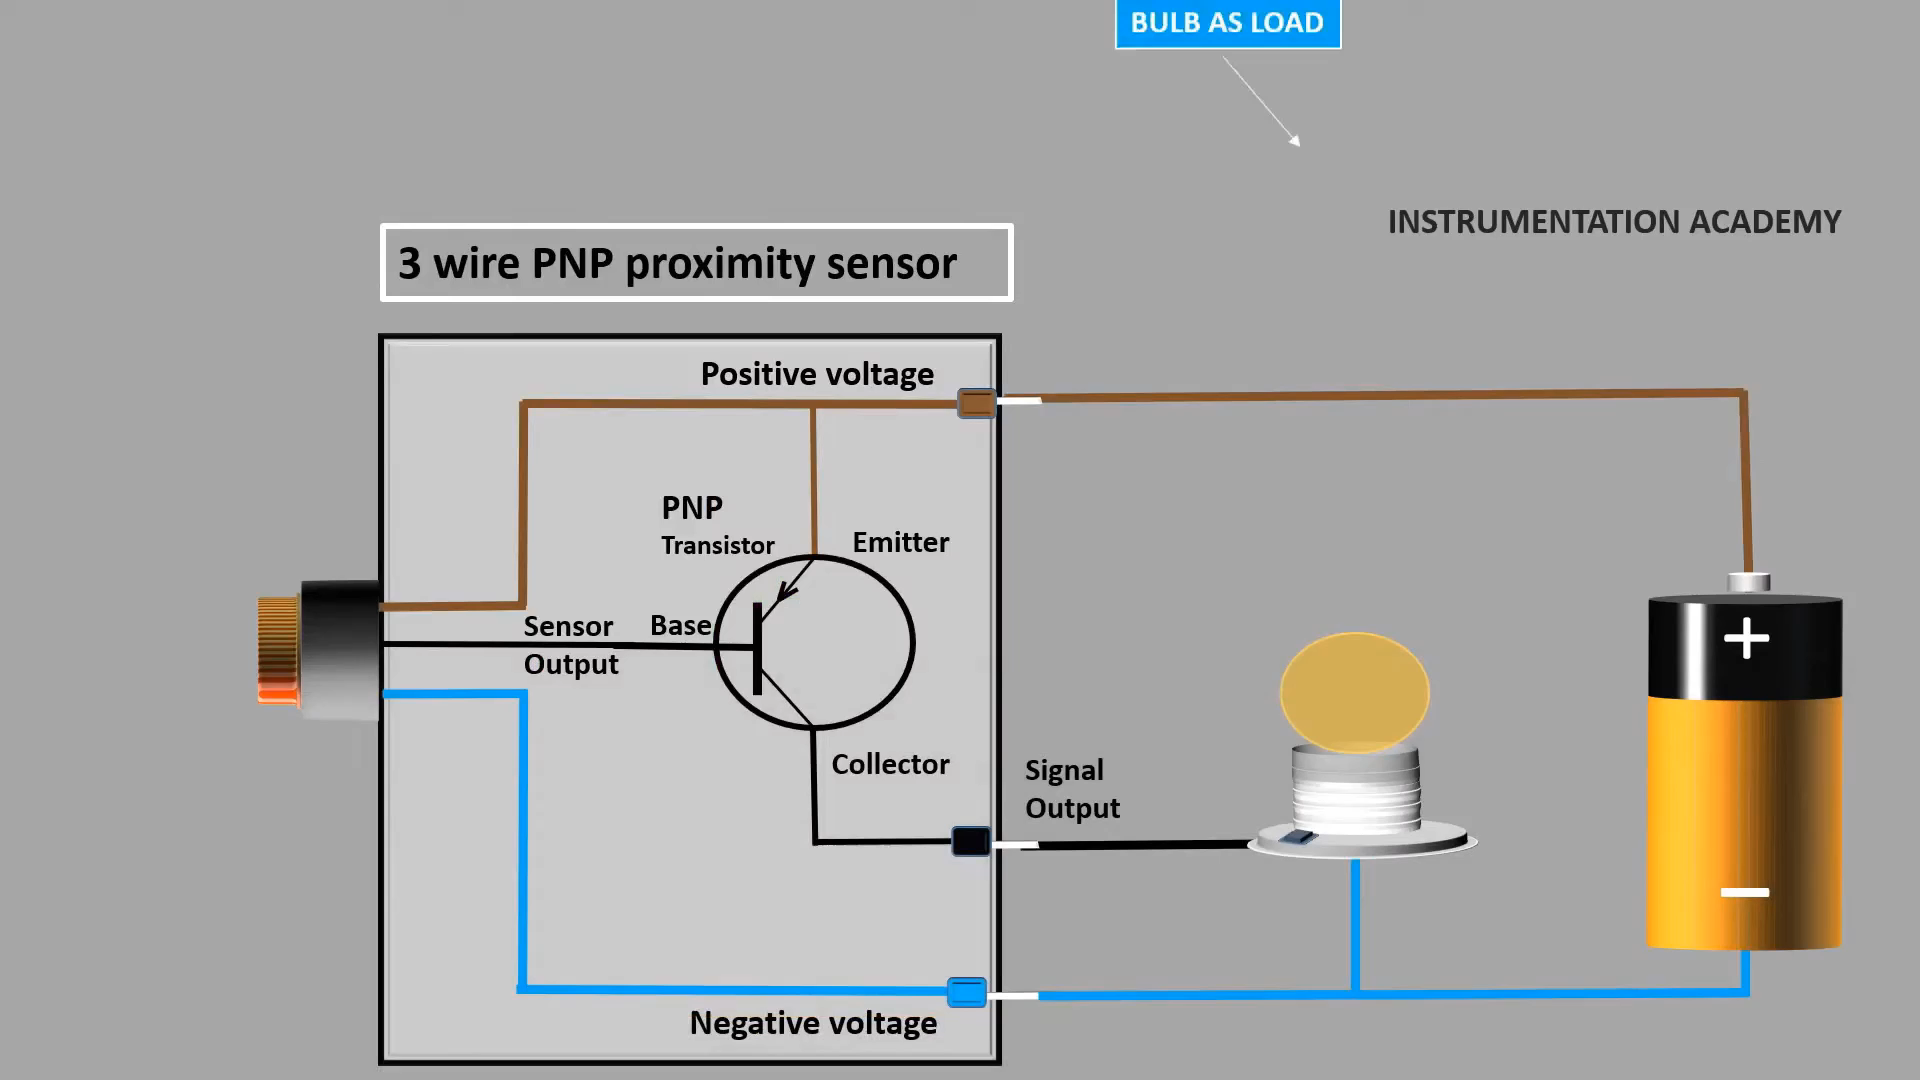 BULB AS LOAD
INSTRUMENTATION ACADEMY
3 wire PNP proximity sensor
Positive voltage
PNP
Transistor
Emitter
Sensor
Output
Base
Collector
Signal
Output
Negative voltage
+
−